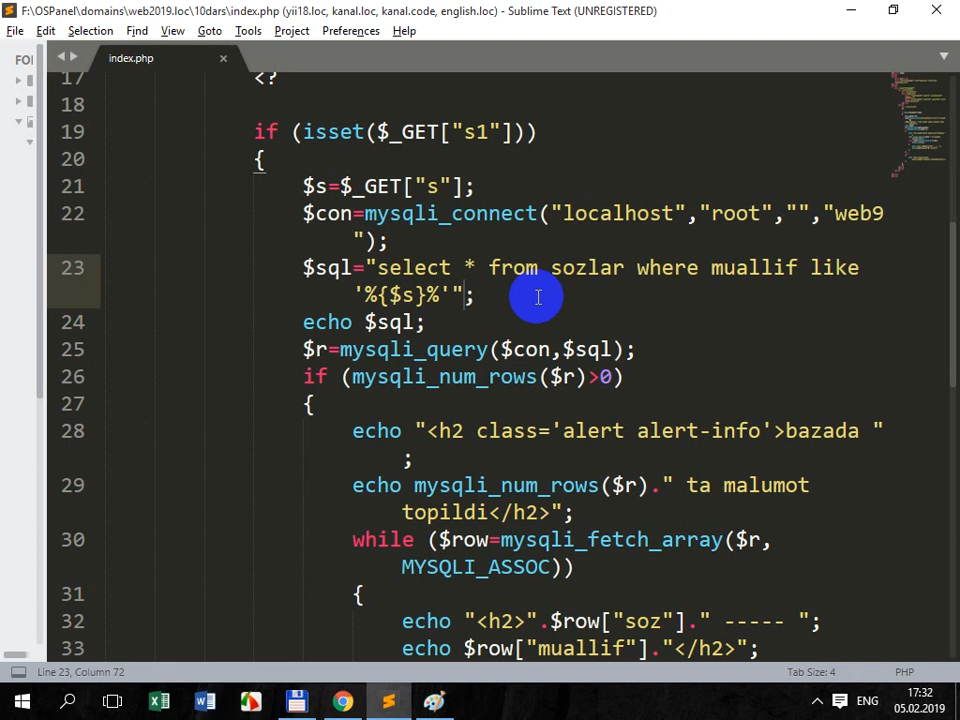 F:\OSPanel\domains\web2019.loc\10dars\index.php (yii18.loc, kanal.loc, kanal.code, english.loc) - Sublime Text (UNREGISTERED)
File Edit Selection Find View Goto Tools Project Preferences Help
FOI
index.php
17 <?
18
19 if (isset($_GET["s1"]))
20 {
21 $s=$_GET["s"];
22 $con=mysqli_connect("localhost","root","","web9
");
23 $sql="select * from sozlar where muallif like
'%{$s}%'";
24 echo $sql;
25 $r=mysqli_query($con,$sql);
26 if (mysqli_num_rows($r)>0)
27 {
28 echo "<h2 class='alert alert-info'>bazada "
;
29 echo mysqli_num_rows($r)." ta malumot
topildi</h2>";
30 while ($row=mysqli_fetch_array($r,
MYSQLI_ASSOC))
31 {
32 echo "<h2>".$row["soz"]." ----- ";
33 echo $row["muallif"]."</h2>";
Line 23, Column 72
Tab Size: 4
PHP
ENG
17:32
05.02.2019